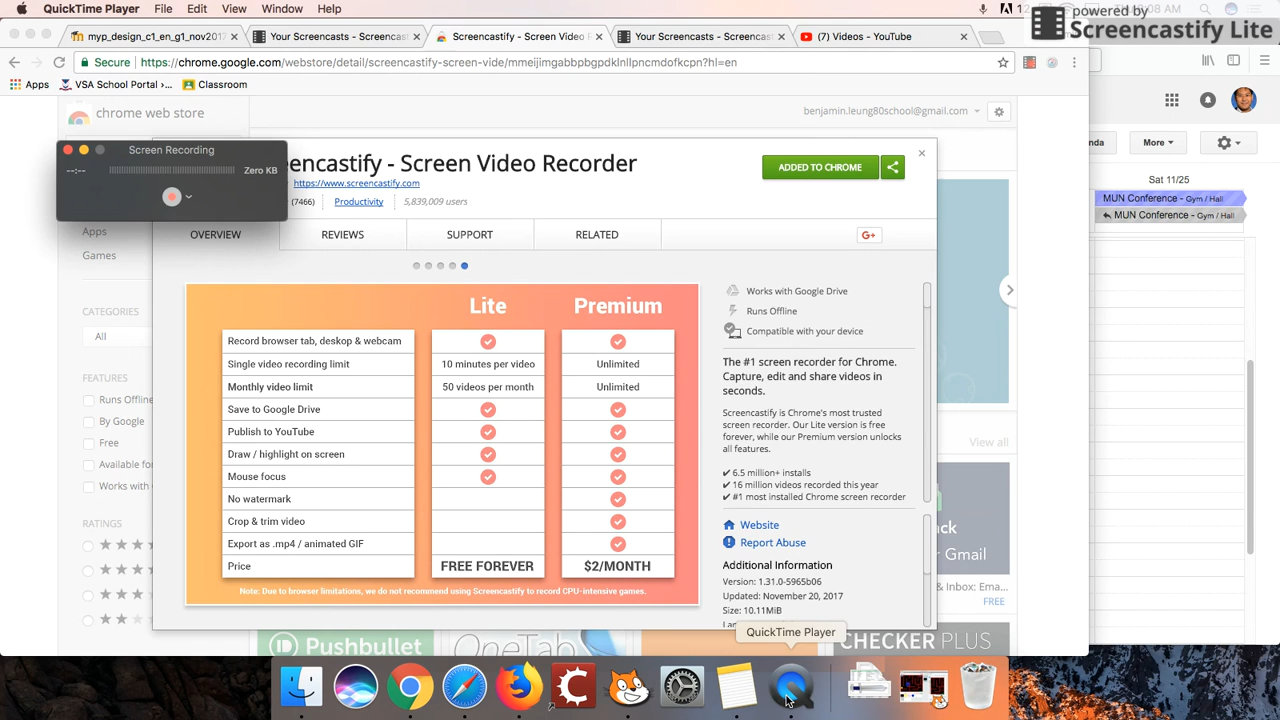 QuickTime Player File Edit View Window Help
powered by
Screencastify Lite
myp_design_c1_en_g1_nov201
Your Screens
Screencastify - Screen Video R
Your Screencasts - Screencast
(7) Videos - YouTube
Secure https://chrome.google.com/webstore/detail/screencastify-screen-vide/mmeijimgabbpbgpdklnllpncmdofkcpn?hl=en
Apps VSA School Portal Classroom
chrome web store
benjamin.leung80school@gmail.com
More
Sat 11/25
MUN Conference - Gym / Hall
MUN Conference - Gym / Hall
Screen Recording
--:-- Zero KB
encastify - Screen Video Recorder
ADDED TO CHROME
https://www.screencastify.com
(7466) Productivity 5,839,009 users
OVERVIEW REVIEWS SUPPORT RELATED
Apps
Games
CATEGORIES
All
FEATURES
Runs Offline
By Google
Free
Available for
Works with
RATINGS
Lite Premium
Record browser tab, deskop & webcam
Single video recording limit 10 minutes per video Unlimited
Monthly video limit 50 videos per month Unlimited
Save to Google Drive
Publish to YouTube
Draw / highlight on screen
Mouse focus
No watermark
Crop & trim video
Export as .mp4 / animated GIF
Price FREE FOREVER $2/MONTH
Note: Due to browser limitations, we do not recommend using Screencastify to record CPU-intensive games.
Works with Google Drive
Runs Offline
Compatible with your device
The #1 screen recorder for Chrome.
Capture, edit and share videos in
seconds.
Screencastify is Chrome's most trusted
screen recorder. Our Lite version is free
forever, while our Premium version unlocks
all features.
✔ 6.5 million+ installs
✔ 16 million videos recorded this year
✔ #1 most installed Chrome screen recorder
Website
Report Abuse
Additional Information
Version: 1.31.0-5965b06
Updated: November 20, 2017
Size: 10.11MiB
View all
Gmail
& Inbox: Ema...
FREE
QuickTime Player
Pushbullet OneTab CHECKER PLUS